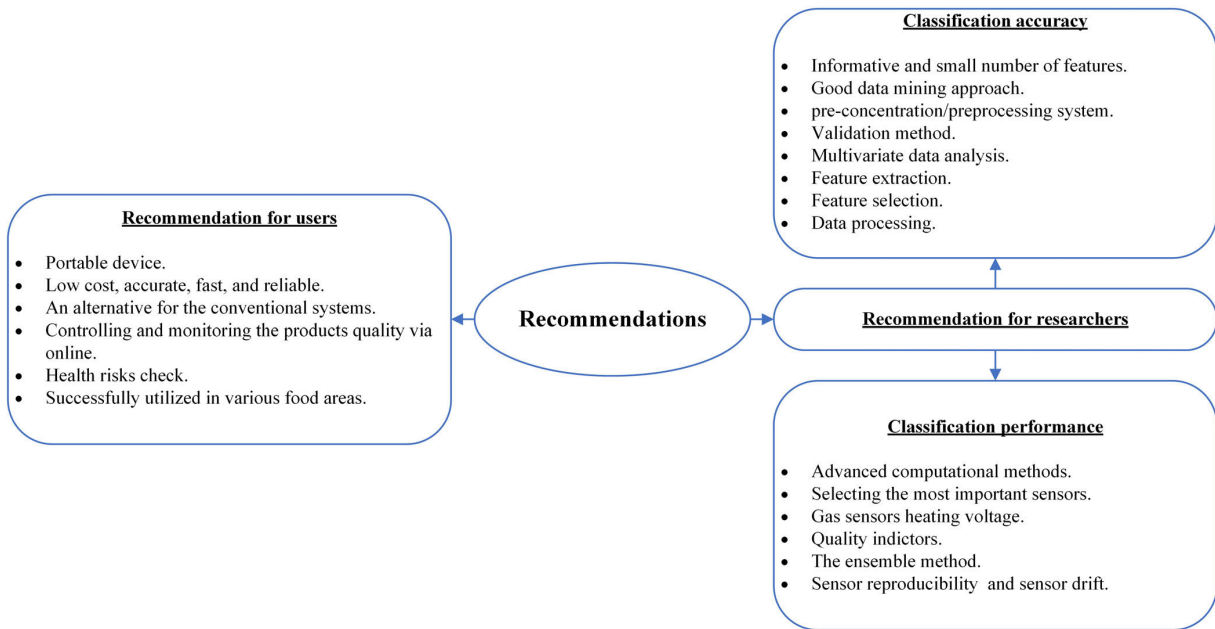 Classification accuracy
• Informative and small number of features.
• Good data mining approach.
• pre-concentration/preprocessing system.
• Validation method.
• Multivariate data analysis.
• Feature extraction.
• Feature selection.
• Data processing.
Recommendation for users
• Portable device.
• Low cost, accurate, fast, and reliable.
• An alternative for the conventional systems.
• Controlling and monitoring the products quality via
online.
• Health risks check.
• Successfully utilized in various food areas.
Recommendations
Recommendation for researchers
Classification performance
• Advanced computational methods.
• Selecting the most important sensors.
• Gas sensors heating voltage.
• Quality indictors.
• The ensemble method.
• Sensor reproducibility and sensor drift.